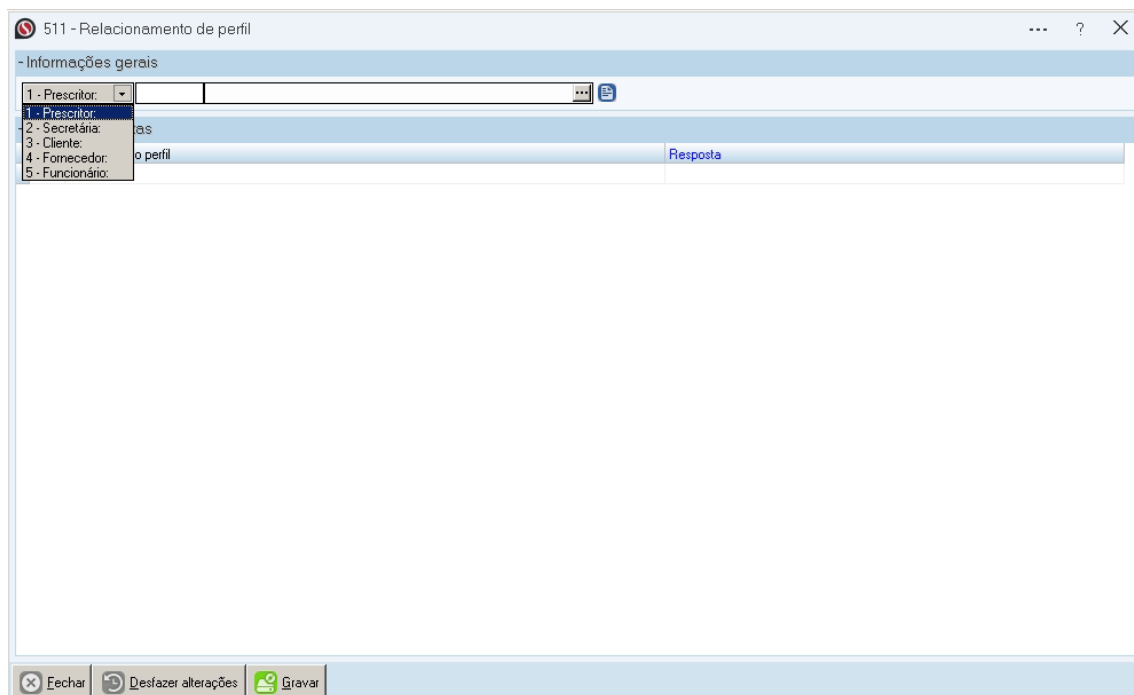 511 - Relacionamento de perfil
... ?
- Informações gerais
1 - Prescritor:
...
1 - Prescritor:
2 - Secretária:
3 - Cliente:
4 - Fornecedor:
5 - Funcionário:
tas
o perfil
Resposta
Fechar
Desfazer alterações
Gravar